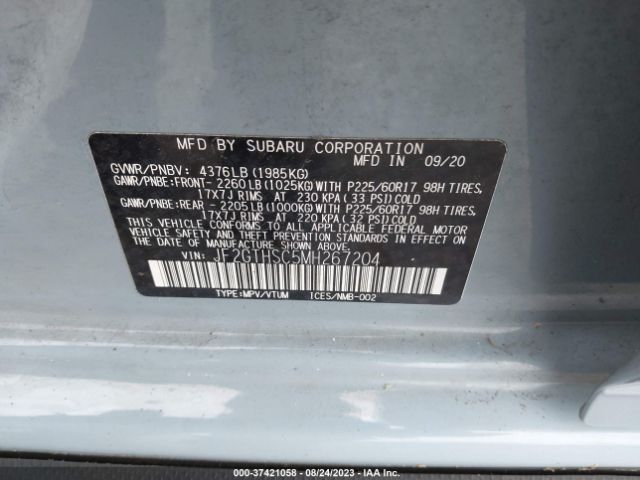 MFD BY SUBARU CORPORATION
GVWR/PNBV: 4376LB (1985KG) MFD IN 09/20
GAWR/PNBE: FRONT- 2260LB (1025KG) WITH P225/60R17 98H TIRES,
17X7J RIMS AT 230 KPA (33 PSI) COLD
GAWR/PNBE: REAR - 2205LB (1000KG) WITH P225/60R17 98H TIRES,
17X7J RIMS AT 220 KPA (32 PSI) COLD
THIS VEHICLE CONFORMS TO ALL APPLICABLE FEDERAL MOTOR
VEHICLE SAFETY AND THEFT PREVENTION STANDARDS IN EFFECT
ON THE DATE OF MANUFACTURE SHOWN ABOVE.
VIN: JF2GTHSC5MH267204
TYPE:MPV/VTUM ICES/NMB-002
© 233 - 37421058 - 08/24/2023 - IAA Inc.